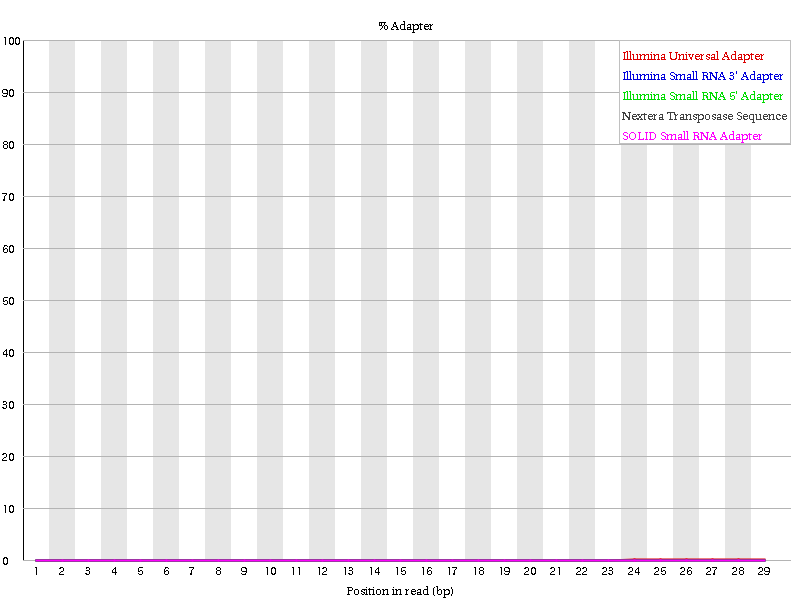 % Adapter
100
90
80
70
60
50
40
30
20
10
0
Illumina Universal Adapter
Illumina Small RNA 3' Adapter
Illumina Small RNA 5' Adapter
Nextera Transposase Sequence
SOLID Small RNA Adapter
1 2 3 4 5 6 7 8 9 10 11 12 13 14 15 16 17 18 19 20 21 22 23 24 25 26 27 28 29
Position in read (bp)